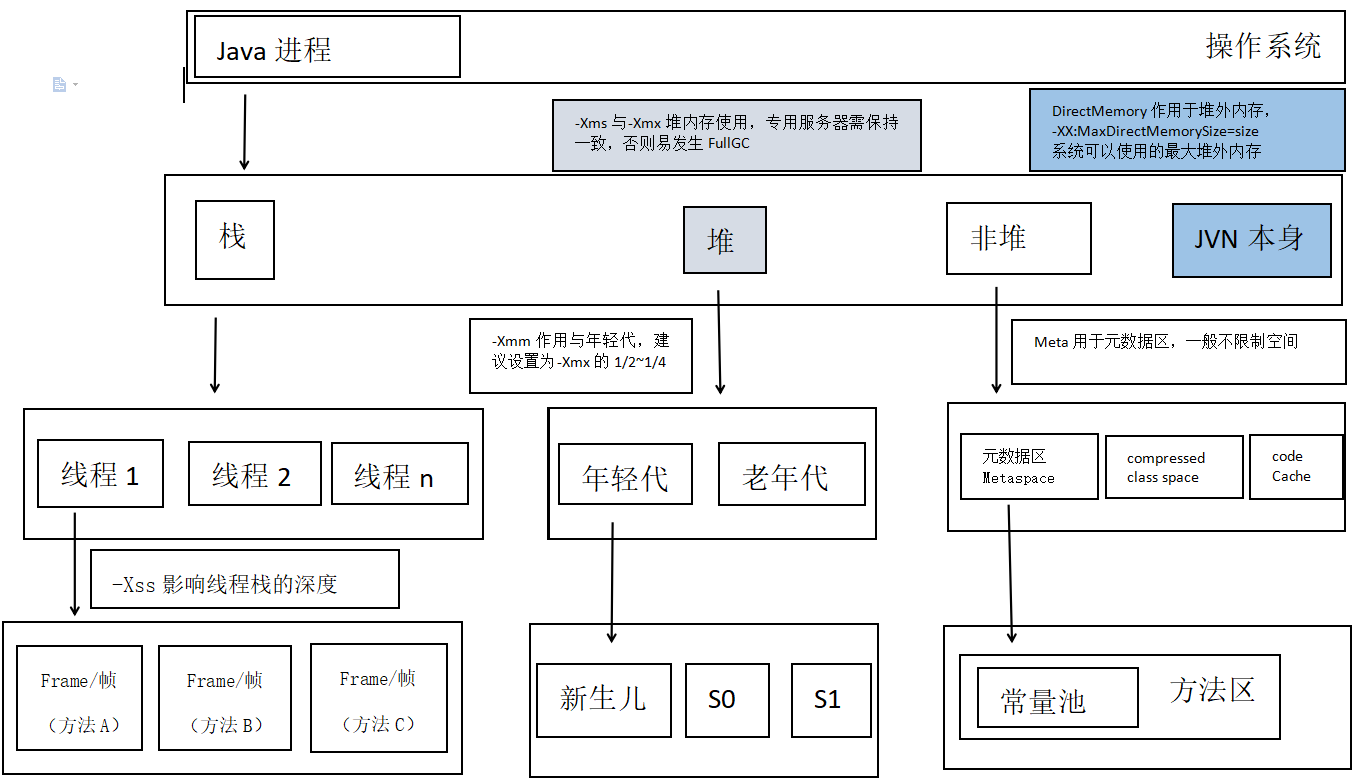 Java 进程
操作系统
-Xms 与-Xmx 堆内存使用，专用服务器需保持
一致，否则易发生 FullGC
DirectMemory 作用于堆外内存，
-XX:MaxDirectMemorySize=size
系统可以使用的最大堆外内存
栈
堆
非堆
JVN 本身
-Xmm 作用与年轻代，建
议设置为-Xmx 的 1/2~1/4
Meta 用于元数据区，一般不限制空间
线程 1
线程 2
线程 n
年轻代
老年代
元数据区
Metaspace
compressed
class space
code
Cache
-Xss 影响线程栈的深度
Frame/帧
（方法 A）
Frame/帧
（方法 B）
Frame/帧
（方法 C）
新生儿
S0
S1
常量池
方法区